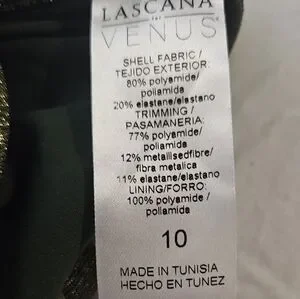 LASCANA
FOR
VENUS
SHELL FABRIC/
TEJIDO EXTERIOR:
80% polyamide/
poliamida
20% elastane/elastano
TRIMMING/
PASAMANERIA:
77% polyamide/
poliamida
12% metallisedfibre/
fibra metalica
11% elastane/elastano
LINING/FORRO:
100% polyamide/
poliamida
10
MADE IN TUNISIA
HECHO EN TUNEZ